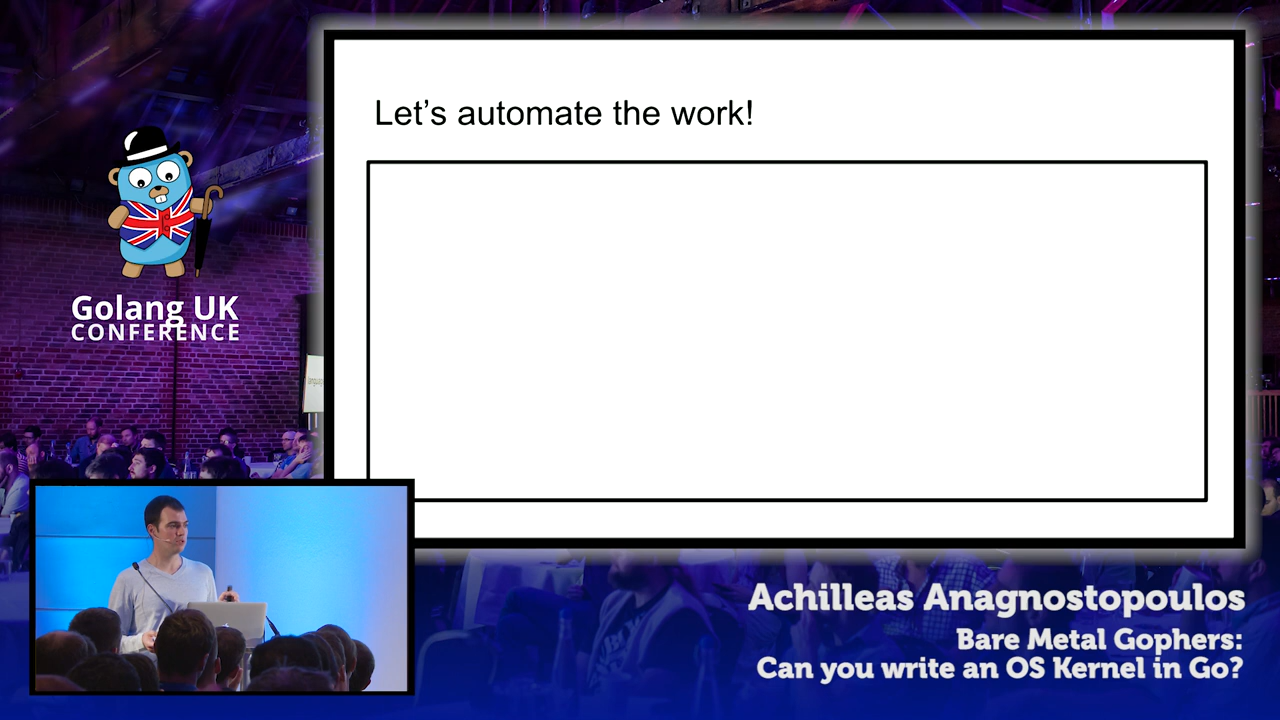 Let's automate the work!
Golang UK
CONFERENCE
Achilleas Anagnostopoulos
Bare Metal Gophers:
Can you write an OS Kernel in Go?